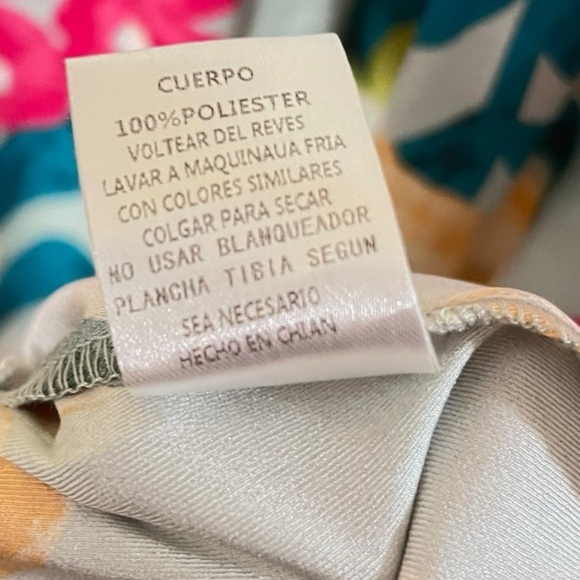 CUERPO
100%POLIESTER
VOLTEAR DEL REVES
LAVAR A MAQUINAUA FRIA
CON COLORES SIMILARES
COLGAR PARA SECAR
NO USAR BLANQUEADOR
PLANCHA TIBIA SEGUN
SEA NECESARIO
HECHO EN CHIAN